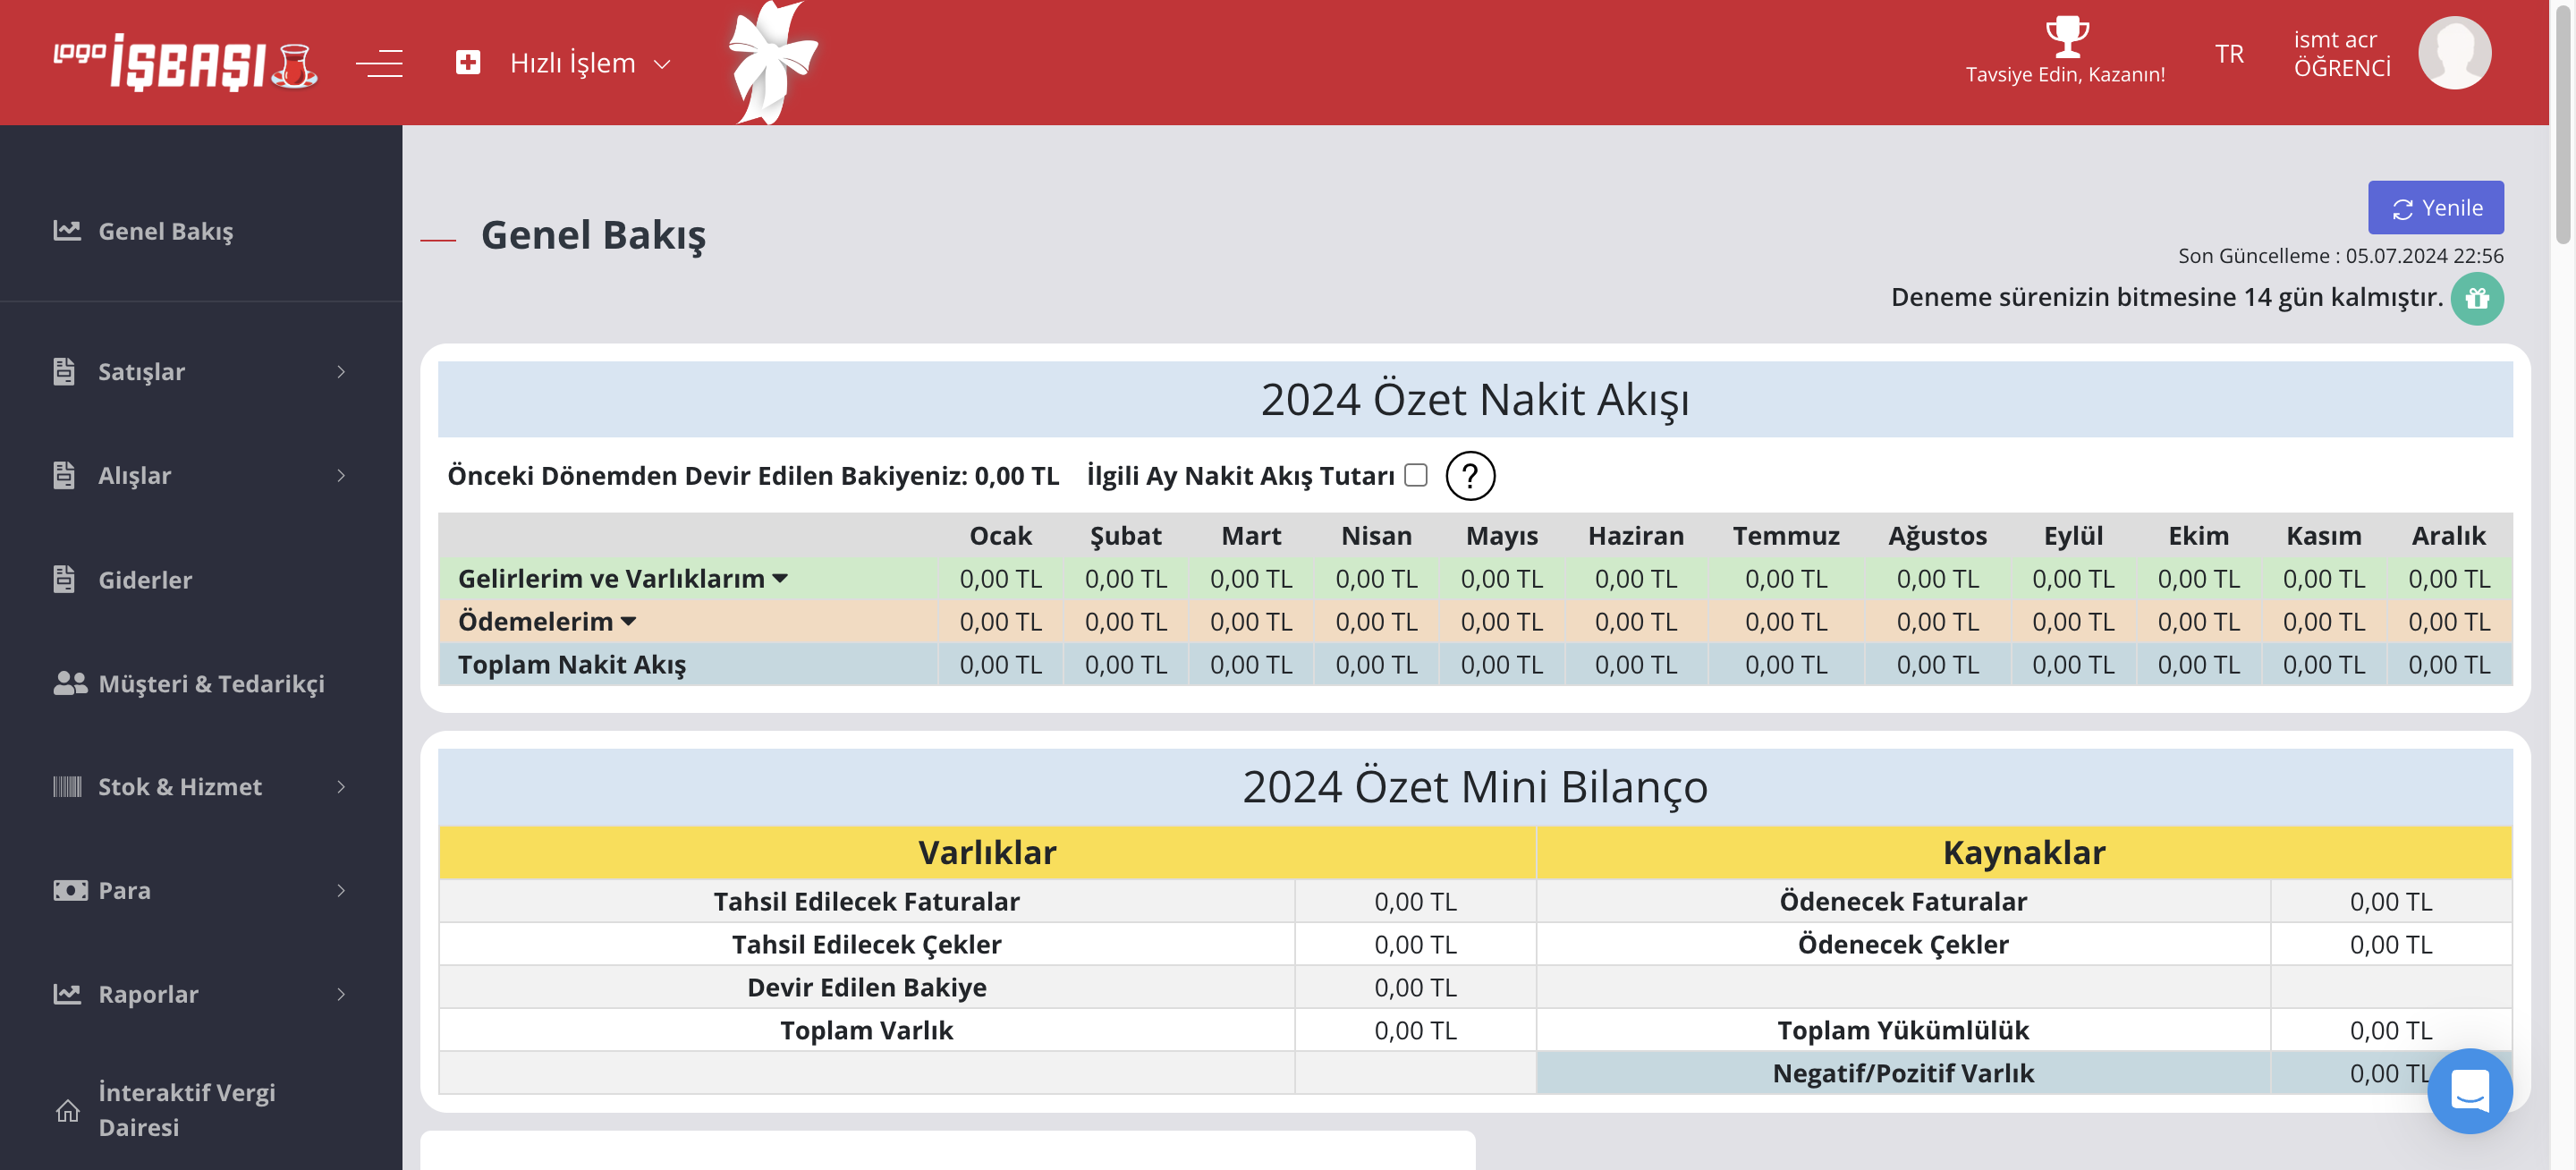 logo İŞBAŞI
Hızlı İşlem
Tavsiye Edin, Kazanın!
TR
ismt acr
ÖĞRENCİ
Genel Bakış
Satışlar
Alışlar
Giderler
Müşteri & Tedarikçi
Stok & Hizmet
Para
Raporlar
İnteraktif Vergi
Dairesi
Genel Bakış
Yenile
Son Güncelleme : 05.07.2024 22:56
Deneme sürenizin bitmesine 14 gün kalmıştır.
2024 Özet Nakit Akışı
Önceki Dönemden Devir Edilen Bakiyeniz: 0,00 TL İlgili Ay Nakit Akış Tutarı ?
Ocak Şubat Mart Nisan Mayıs Haziran Temmuz Ağustos Eylül Ekim Kasım Aralık
Gelirlerim ve Varlıklarım 0,00 TL 0,00 TL 0,00 TL 0,00 TL 0,00 TL 0,00 TL 0,00 TL 0,00 TL 0,00 TL 0,00 TL 0,00 TL 0,00 TL
Ödemelerim 0,00 TL 0,00 TL 0,00 TL 0,00 TL 0,00 TL 0,00 TL 0,00 TL 0,00 TL 0,00 TL 0,00 TL 0,00 TL 0,00 TL
Toplam Nakit Akış 0,00 TL 0,00 TL 0,00 TL 0,00 TL 0,00 TL 0,00 TL 0,00 TL 0,00 TL 0,00 TL 0,00 TL 0,00 TL 0,00 TL
2024 Özet Mini Bilanço
Varlıklar Kaynaklar
Tahsil Edilecek Faturalar 0,00 TL Ödenecek Faturalar 0,00 TL
Tahsil Edilecek Çekler 0,00 TL Ödenecek Çekler 0,00 TL
Devir Edilen Bakiye 0,00 TL
Toplam Varlık 0,00 TL Toplam Yükümlülük 0,00 TL
Negatif/Pozitif Varlık 0,00 TL